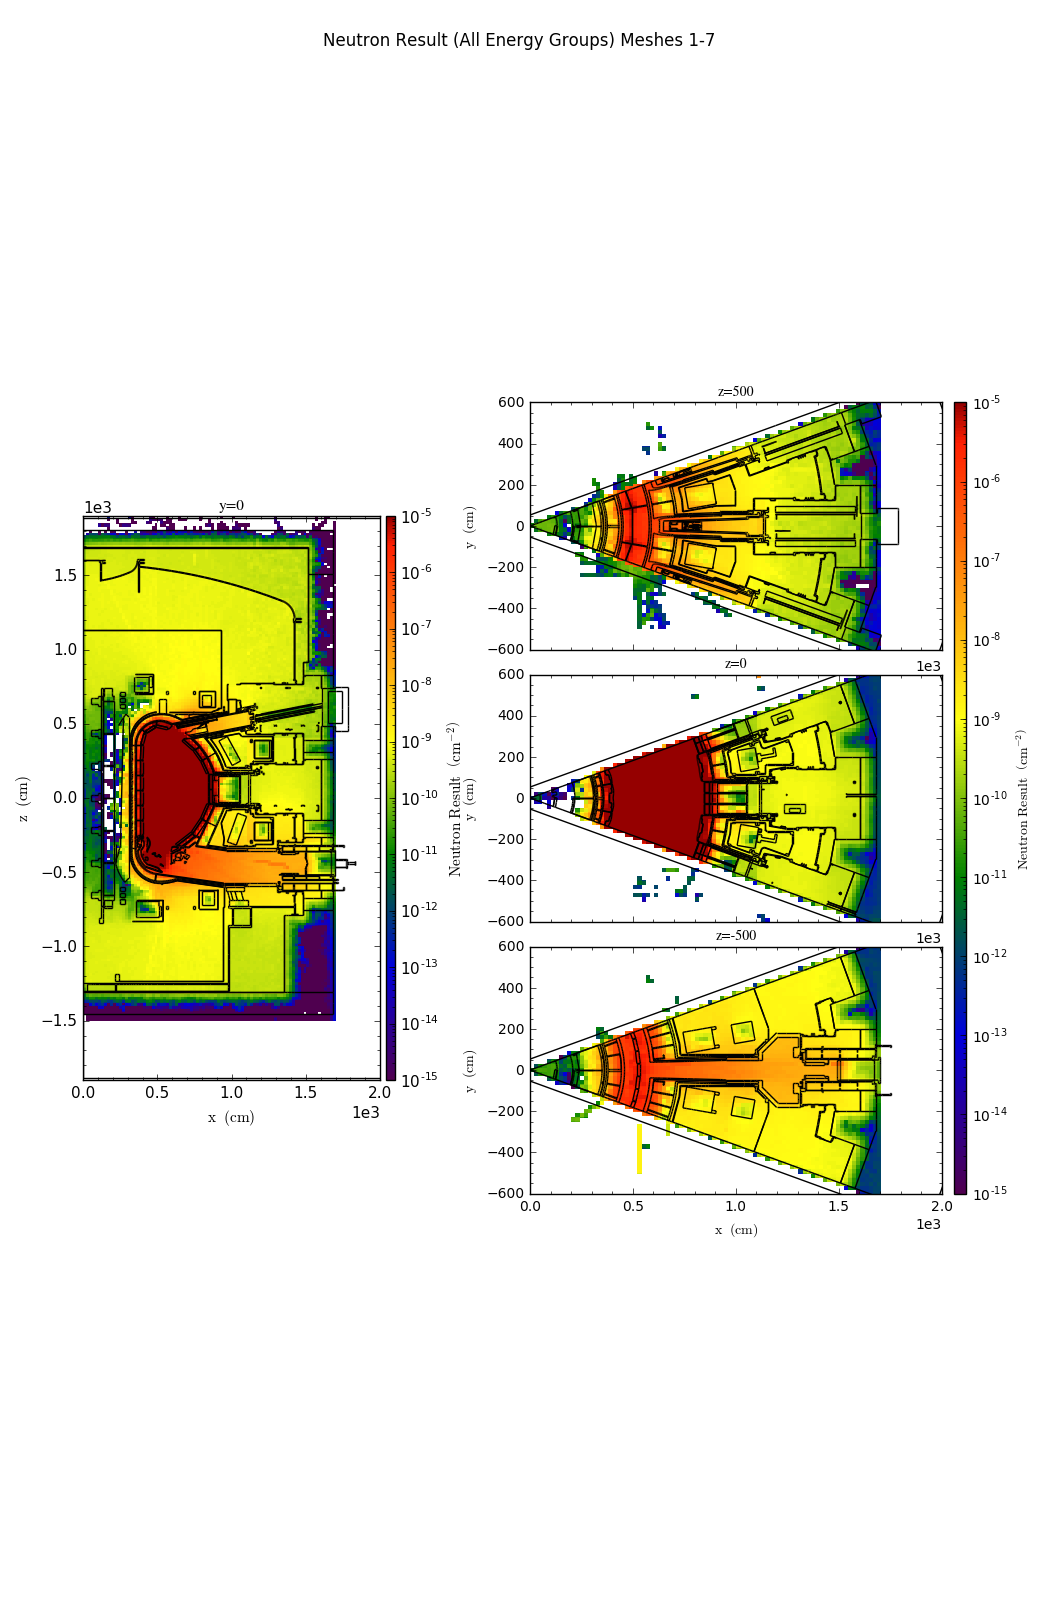 Neutron Result (All Energy Groups) Meshes 1-7
y=0
1e3
1.5
1.0
0.5
0.0
−0.5
−1.0
−1.5
z (cm)
0.0 0.5 1.0 1.5 2.0
1e3
x (cm)
10⁻⁵
10⁻⁶
10⁻⁷
10⁻⁸
10⁻⁹
10⁻¹⁰
10⁻¹¹
10⁻¹²
10⁻¹³
10⁻¹⁴
10⁻¹⁵
Neutron Result (cm⁻²)
z=500
600
400
200
0
−200
−400
−600
y (cm)
1e3
z=0
600
400
200
0
−200
−400
−600
y (cm)
1e3
z=-500
600
400
200
0
−200
−400
−600
y (cm)
0.0 0.5 1.0 1.5 2.0
1e3
x (cm)
10⁻⁵
10⁻⁶
10⁻⁷
10⁻⁸
10⁻⁹
10⁻¹⁰
10⁻¹¹
10⁻¹²
10⁻¹³
10⁻¹⁴
10⁻¹⁵
Neutron Result (cm⁻²)